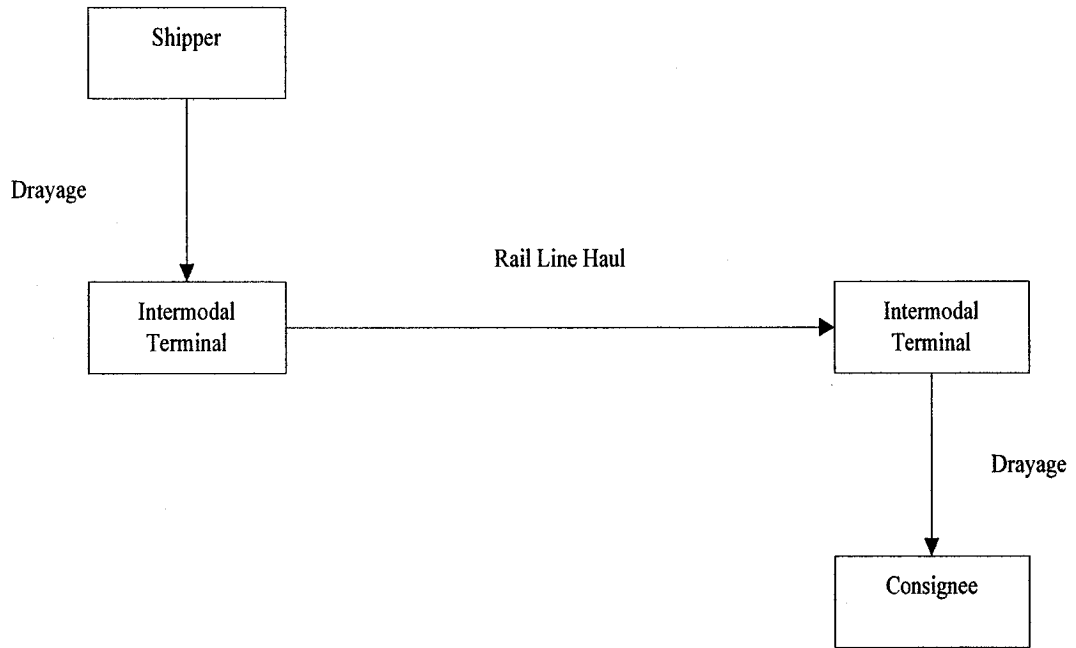 Shipper
Drayage
Rail Line Haul
Intermodal
Terminal
Intermodal
Terminal
Drayage
Consignee